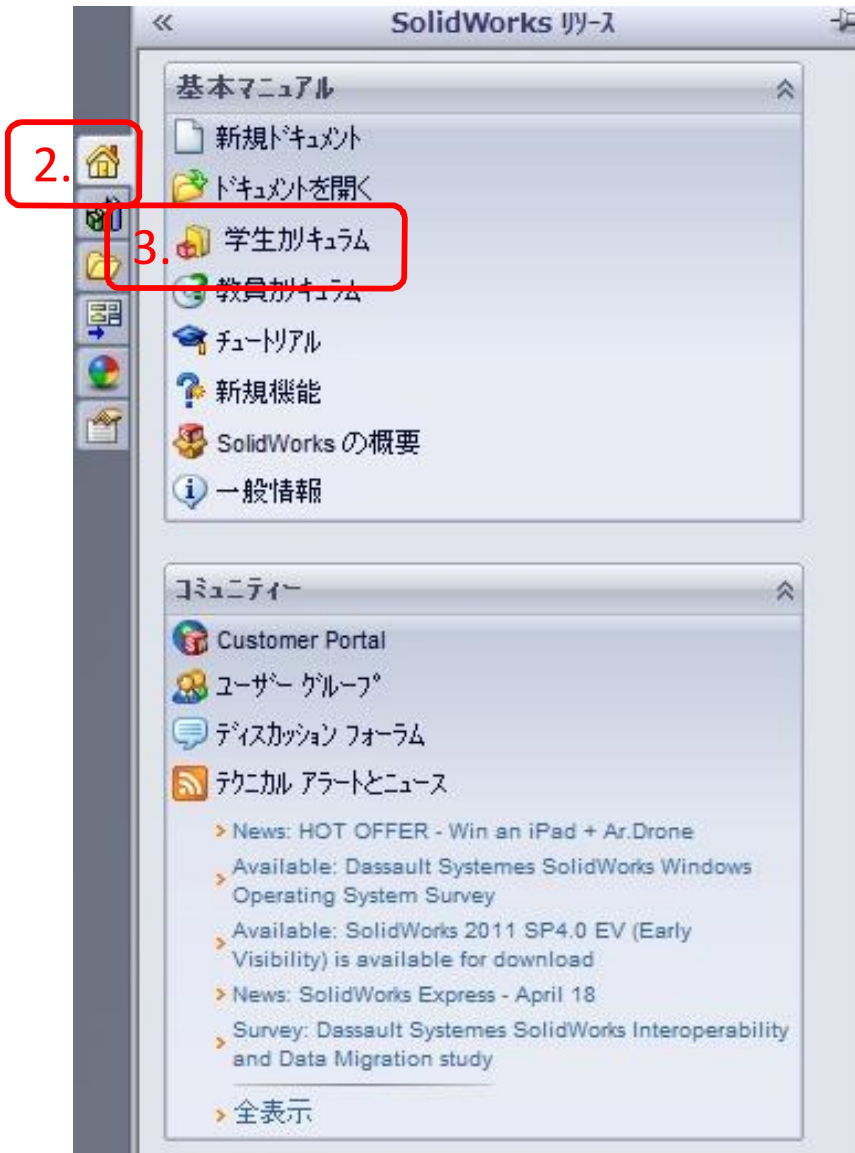 SolidWorks リソース
基本マニュアル
新規ドキュメント
2.
ドキュメントを開く
3. 学生カリキュラム
教員カリキュラム
チュートリアル
新規機能
SolidWorks の概要
一般情報
コミュニティー
Customer Portal
ユーザー グループ
ディスカッション フォーラム
テクニカル アラートとニュース
News: HOT OFFER - Win an iPad + Ar.Drone
Available: Dassault Systemes SolidWorks Windows
Operating System Survey
Available: SolidWorks 2011 SP4.0 EV (Early
Visibility) is available for download
News: SolidWorks Express - April 18
Survey: Dassault Systemes SolidWorks Interoperability
and Data Migration study
全表示